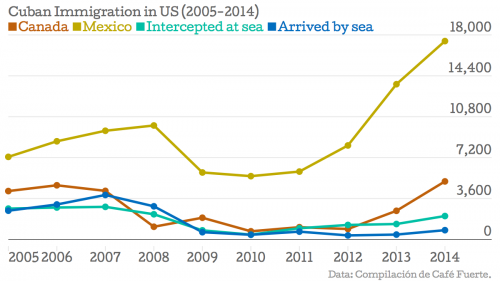 Cuban Immigration in US (2005-2014)
Canada Mexico Intercepted at sea Arrived by sea
18,000
14,400
10,800
7,200
3,600
0
2005 2006 2007 2008 2009 2010 2011 2012 2013 2014
Data: Compilación de Café Fuerte.